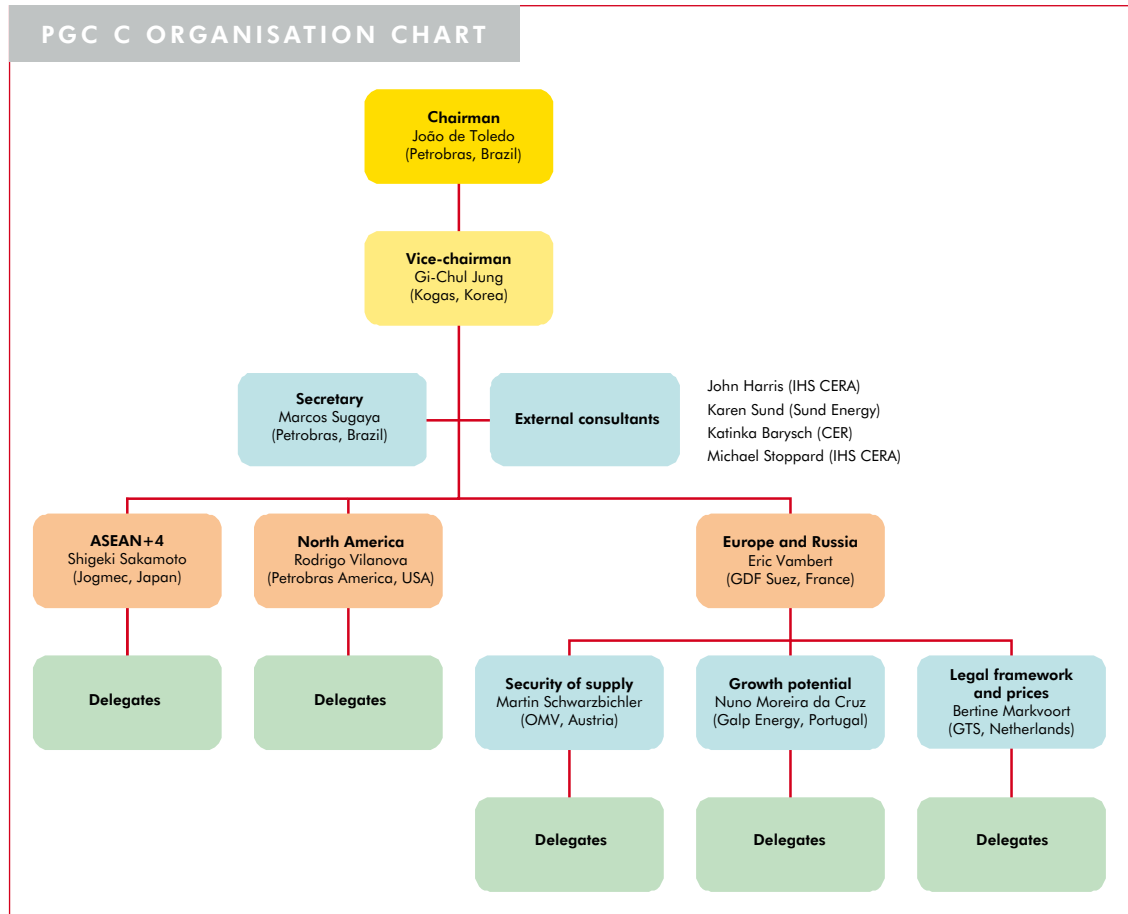 PGC C ORGANISATION CHART
Chairman
João de Toledo
(Petrobras, Brazil)
Vice-chairman
Gi-Chul Jung
(Kogas, Korea)
Secretary
Marcos Sugaya
(Petrobras, Brazil)
External consultants
John Harris (IHS CERA)
Karen Sund (Sund Energy)
Katinka Barysch (CER)
Michael Stoppard (IHS CERA)
ASEAN+4
Shigeki Sakamoto
(Jogmec, Japan)
North America
Rodrigo Vilanova
(Petrobras America, USA)
Europe and Russia
Eric Vambert
(GDF Suez, France)
Delegates
Delegates
Security of supply
Martin Schwarzbichler
(OMV, Austria)
Growth potential
Nuno Moreira da Cruz
(Galp Energy, Portugal)
Legal framework
and prices
Bertine Markvoort
(GTS, Netherlands)
Delegates
Delegates
Delegates